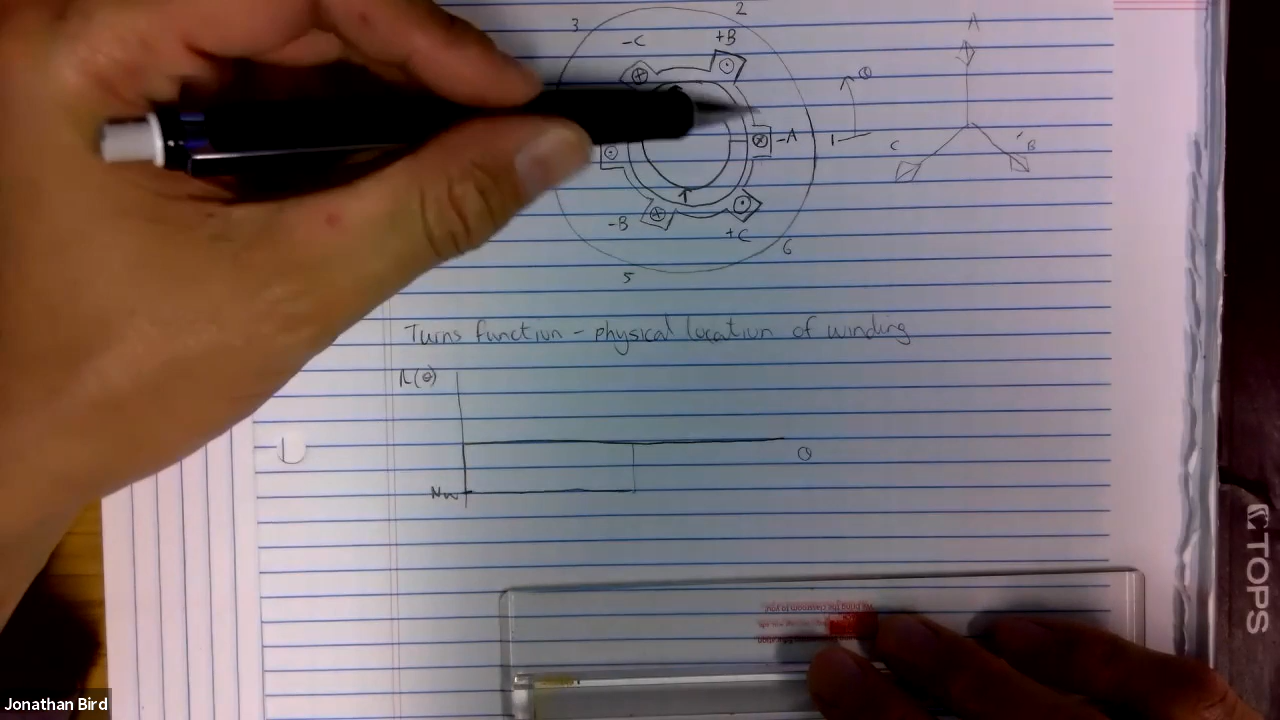 2
3
-C
+B
A
θ
1
-A
C
B
-B
+C
6
5
Turns function - physical location of winding
n(θ)
θ
Nw
TOPS
Jonathan Bird